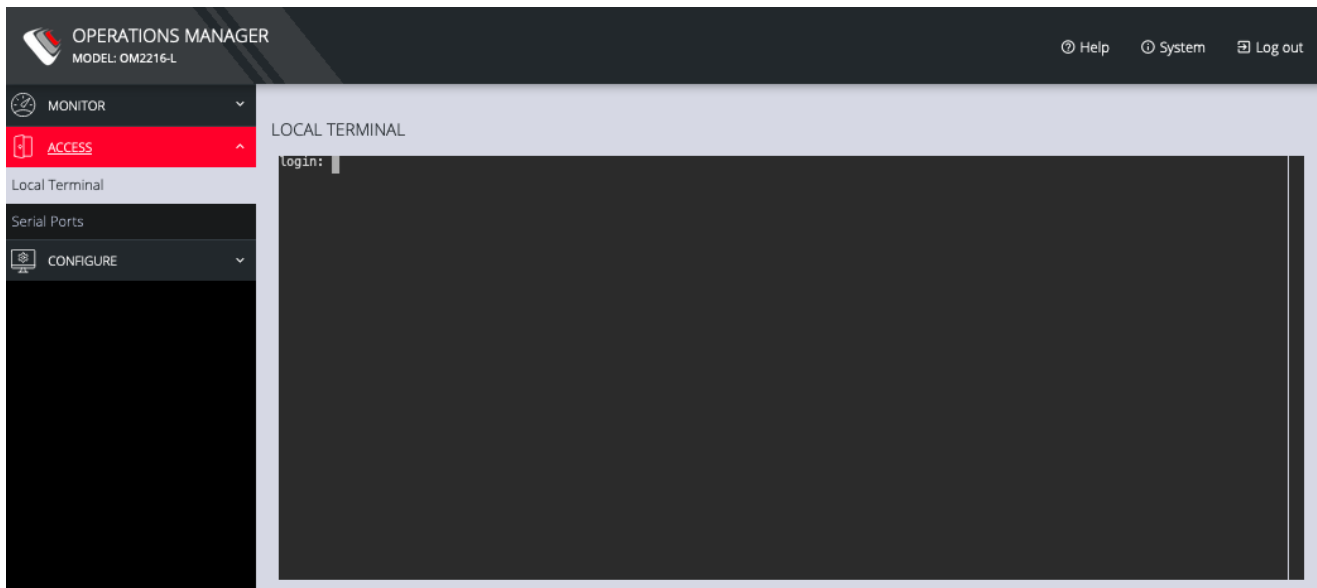 OPERATIONS MANAGER
MODEL: OM2216-L
Help
System
Log out
MONITOR
ACCESS
Local Terminal
Serial Ports
CONFIGURE
LOCAL TERMINAL
login: